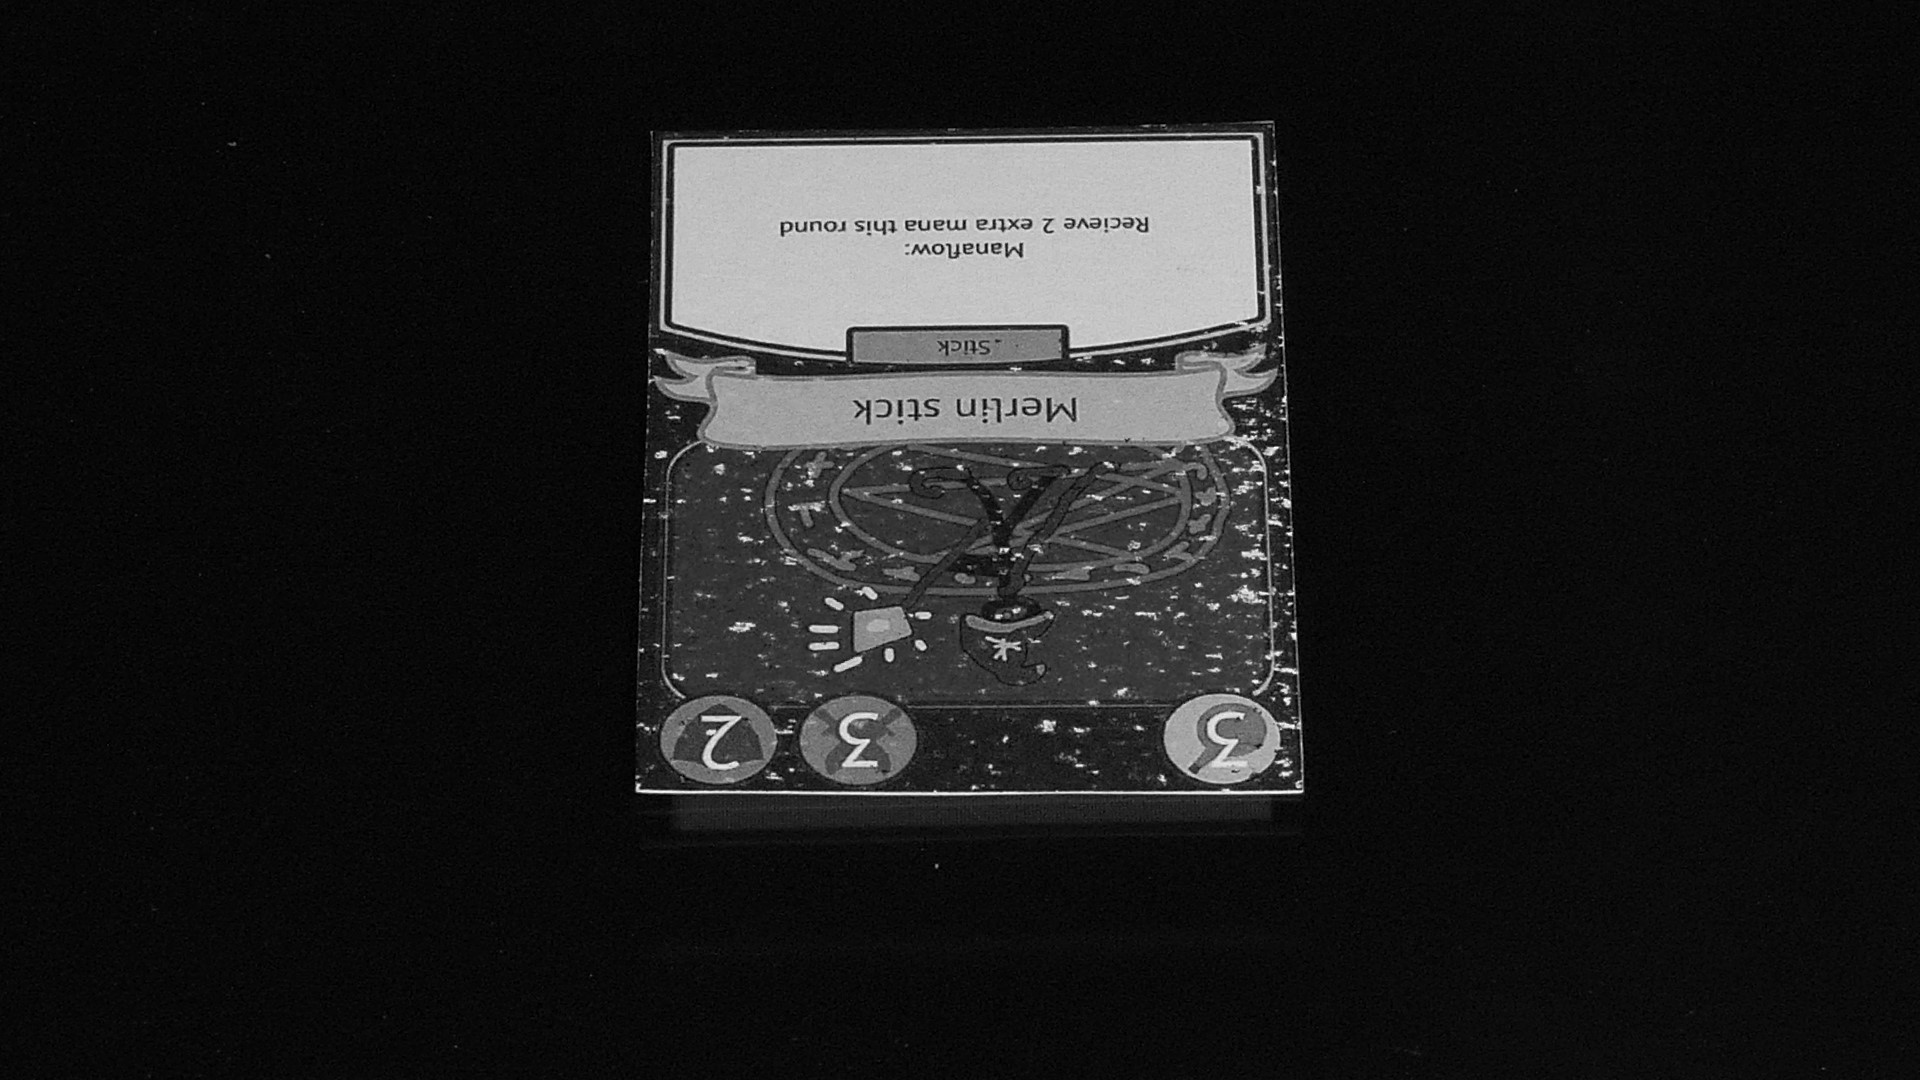 3 3 2
Merlin stick
Stick
Manaflow:
Recieve 2 extra mana this round